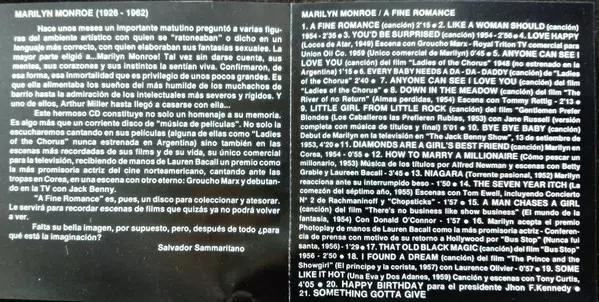 MARILYN MONROE (1926 - 1962)
Hace unos meses un importante matutino preguntó a varias figu-
ras del ambiente artístico con quien se "ratoneaban" o dicho en un
lenguaje más correcto, con quien elaboraban sus fantasías sexuales. La
mayor parte eligió a...Marilyn Monroe! Tal vez sin darse cuenta, sus
mentes, sus corazones y sus instintos la sentían viva. Confirmaron, de
esa forma, esa inmortalidad que es privilegio de unos pocos grandes. Es
que ella alimentaba los sueños del más humilde de los muchachos de
barrio hasta la admiración de los intelectuales más severos y rígidos. Y
uno de ellos, Arthur Miller hasta llegó a casarse con ella...
Este hermoso CD constituye no solo un homenaje a su memoria.
Es algo más que un corriente disco de "música de películas". No solo la
escucharemos cantando en sus películas (alguna de ellas como "Ladies
of the Chorus" nunca estrenada en Argentina) sino también en las
escenas más recordadas de sus films y de su vida, su único comercial
para la televisión, recibiendo de manos de Lauren Bacall un premio como
la más promisoria actriz del cine norteamericano, cantando ante las
tropas en Corea, en una escena con otro eterno: Groucho Marx y debutan-
do en la TV con Jack Benny.
"A Fine Romance" es, pues, un disco para coleccionar y atesorar.
Le servirá para recordar escenas de films que quizás ya no podrá volver
a ver.
Falta su bella imagen, por supuesto, pero, después de todo ¿para
qué está la imaginación?
Salvador Sammaritano
MARILYN MONROE / A FINE ROMANCE
1. A FINE ROMANCE (canción) 2'15 e 2. LIKE A WOMAN SHOULD (canción)
1954 - 2'35 e 3. YOU'D BE SURPRISED (canción) 1954 - e 4. LOVE HAPPY
(Locos de Atar, 1949) Escena con Groucho Marx - Royal Triton TV comercial para
Union Oil Co. 1950 (Unico comercial de Marilyn) 0'45 e 5. ANYONE CAN SEE I
LOVE YOU (canción) del film "Ladies of the Chorus" 1948 (no estrenada en la
Argentina) 1'15 e 6. EVERY BABY NEEDS A DA - DA - DADDY (canción) de "Ladies
of the Chorus" 2'40 e 7. ANYONE CAN SEE I LOVE YOU (canción) del film
"Ladies of the Chorus". e 8. DOWN IN THE MEADOW (canción) del film "The
River of no Return" (Almas perdidas, 1954) Escena con Tommy Rettig - 2'13 e
9. LITTLE GIRL FROM LITTLE ROCK (canción) del film "Gentlemen Prefer
Blondes (Los Caballeros las Prefieren Rubias, 1953) con Jane Russell (versión
completa con música de títulos y final) 5'01 e 10. BYE BYE BABY (canción)
Debut de Marilyn en la televisión en "The Jack Benny Show", 13 de setiembre de
1953, 4'20 e 11. DIAMONDS ARE A GIRL'S BEST FRIEND (canción) Marilyn en
Corea, 1954 - 0'55 e 12. HOW TO MARRY A MILLIONAIRE (Cómo pescar un
millonario, 1953) Música de los títulos por Alfred Newman y escenas con Betty
Grable y Laureen Bacall - 3'45 e 13. NIAGARA (Torrente pasional, 1952) Marilyn
reacciona ante su interrumpido beso - 1'50 e 14. THE SEVEN YEAR ITCH (La
comezón del séptimo año, 1955) Escenas con Tom Ewell, incluyendo Concierto
N° 2 de Rachmaninoff y "Chopsticks" - 1'57 e 15. A MAN CHASES A GIRL
(canción) del film "There's no business like show business" (El mundo de la
fantasía, 1954) Con Donald O'Connor - 1'57 e 16. Marilyn acepta el premio
Photoplay de manos de Lauren Bacall como la más promisoria actriz - Conferen-
cia de prensa con motivo de su retorno a Hollywood por "Bus Stop" (Nunca fui
santa, 1956) - 1'29 e 17. THAT OLD BLACK MAGIC (canción) del film "Bus Stop"
1956 - 2'50 e 18. I FOUND A DREAM (canción) del film "The Prince and the
Showgirl" (El príncipe y la corista, 1957) con Laurence Olivier - 0'57 e 19. SOME
LIKE IT HOT (Una Eva y dos Adanes, 1959) Canción y escenas con Tony Curtis,
4'05 e 20. HAPPY BIRTHDAY para el presidente Jhon F.Kennedy e
21. SOMETHING GOTTA GIVE